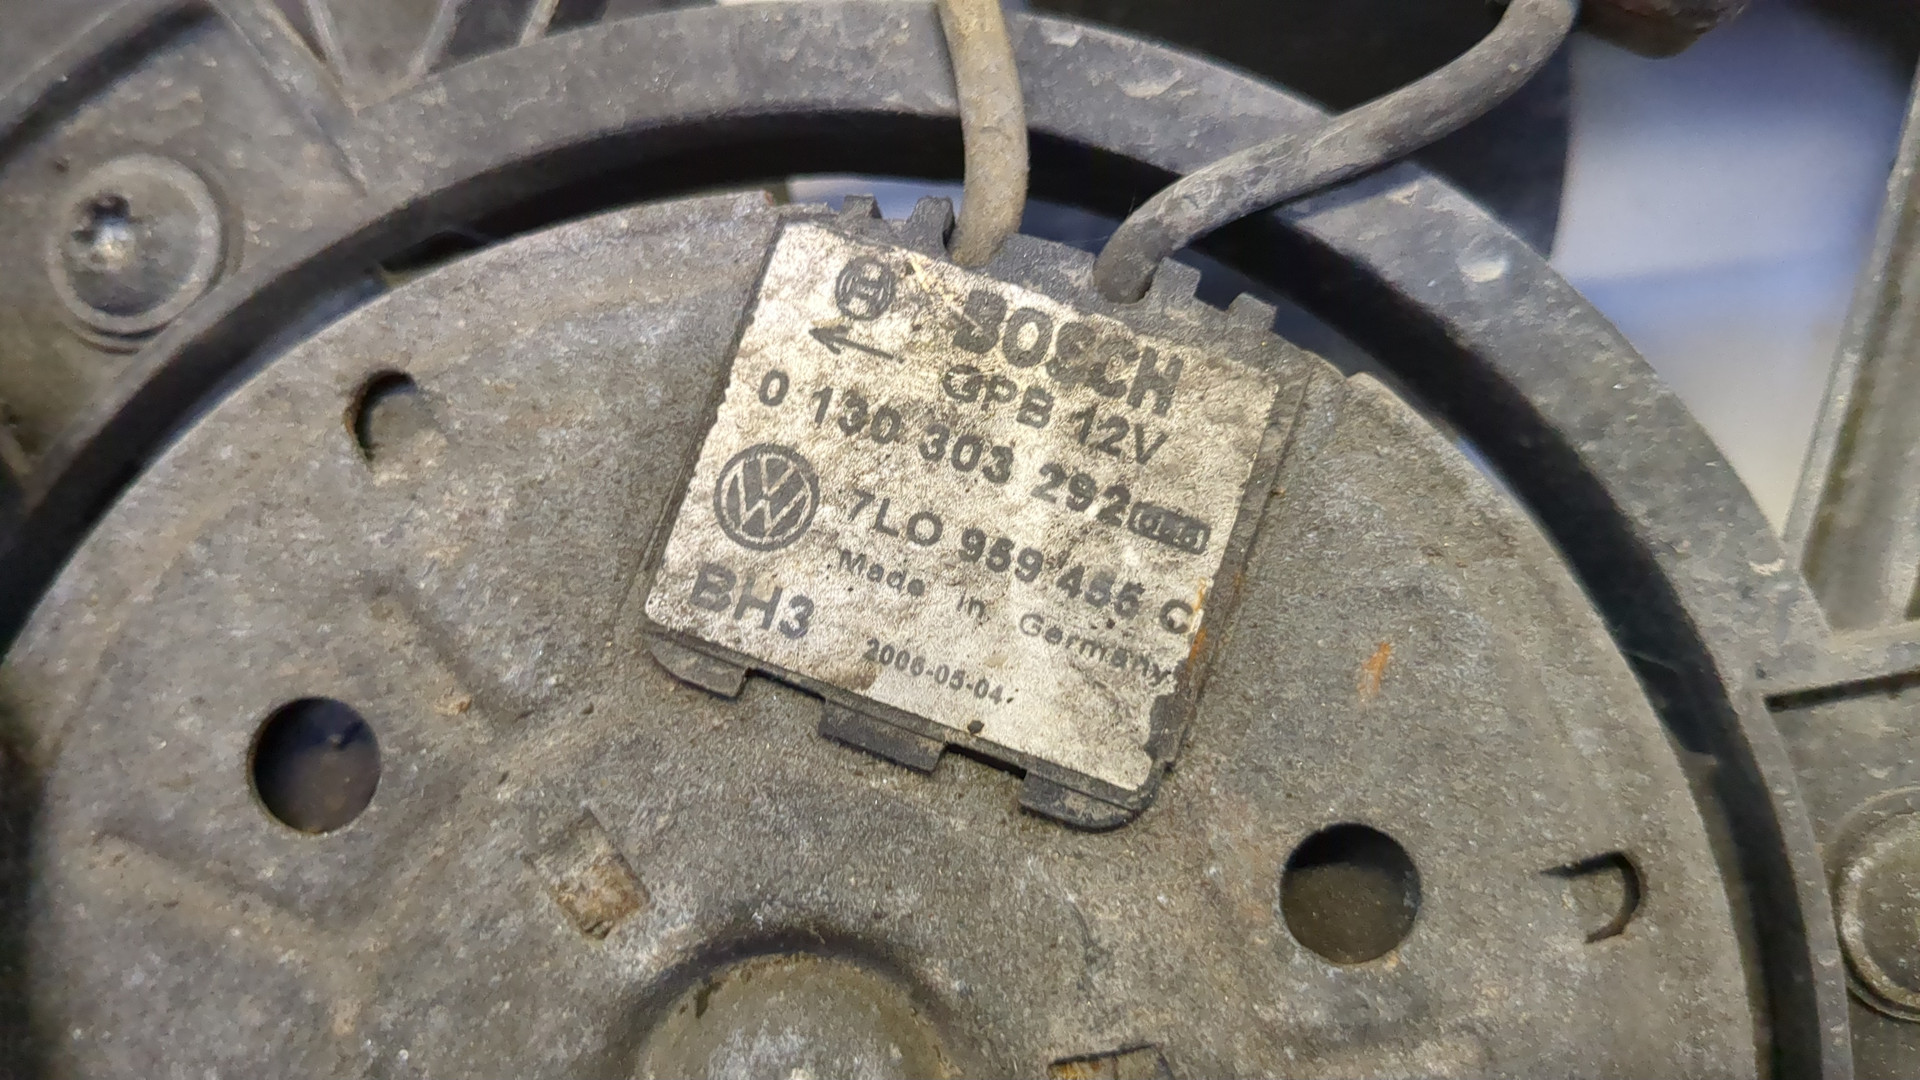 BOSCH
GPB 12V
0 130 303 292
7L0 959 455 C
Made in Germany
BH3
2006-05-04